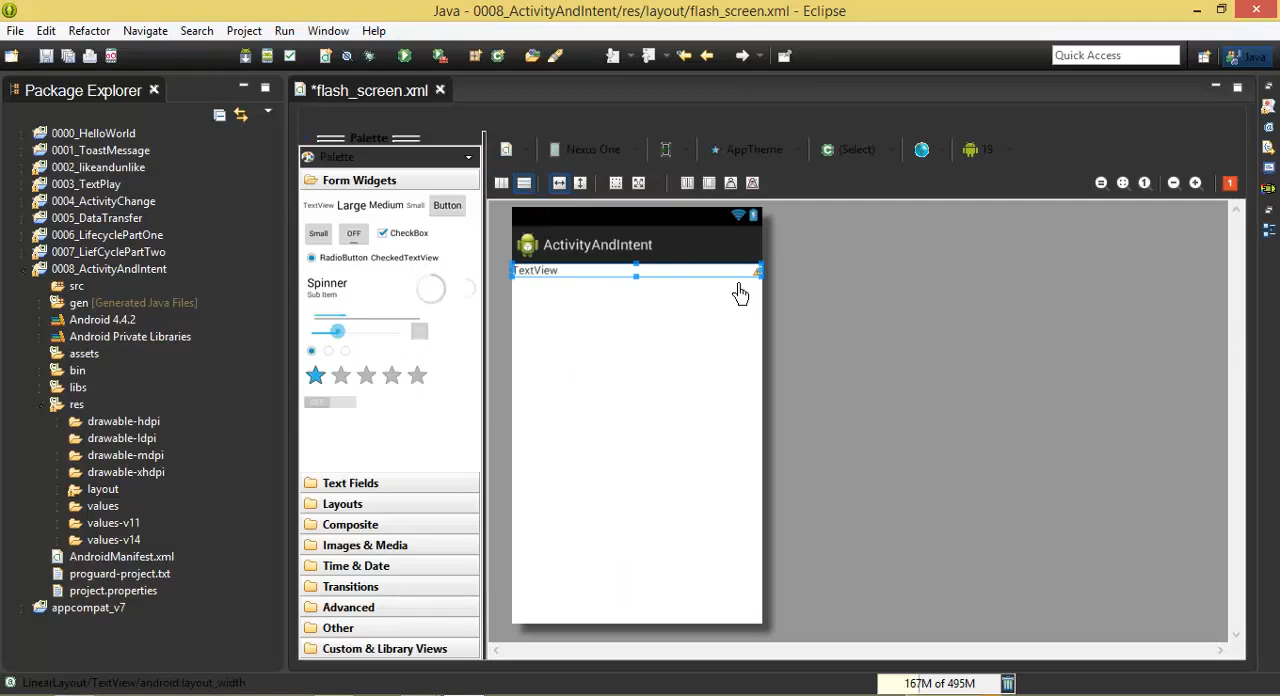 Java - 0008_ActivityAndIntent/res/layout/flash_screen.xml - Eclipse
File Edit Refactor Navigate Search Project Run Window Help
Quick Access
Java
Package Explorer
*flash_screen.xml
0000_HelloWorld
0001_ToastMessage
0002_likeandunlike
0003_TextPlay
0004_ActivityChange
0005_DataTransfer
0006_LifecyclePartOne
0007_LiefCyclePartTwo
0008_ActivityAndIntent
src
gen [Generated Java Files]
Android 4.4.2
Android Private Libraries
assets
bin
libs
res
drawable-hdpi
drawable-ldpi
drawable-mdpi
drawable-xhdpi
layout
values
values-v11
values-v14
AndroidManifest.xml
proguard-project.txt
project.properties
appcompat_v7
Palette
Palette
Form Widgets
TextView Large Medium Small Button
Small OFF CheckBox
RadioButton CheckedTextView
Spinner
Sub Item
OFF
Text Fields
Layouts
Composite
Images & Media
Time & Date
Transitions
Advanced
Other
Custom & Library Views
Nexus One
AppTheme
(Select)
19
1
1
ActivityAndIntent
TextView
LinearLayout/TextView/android:layout_width
167M of 495M